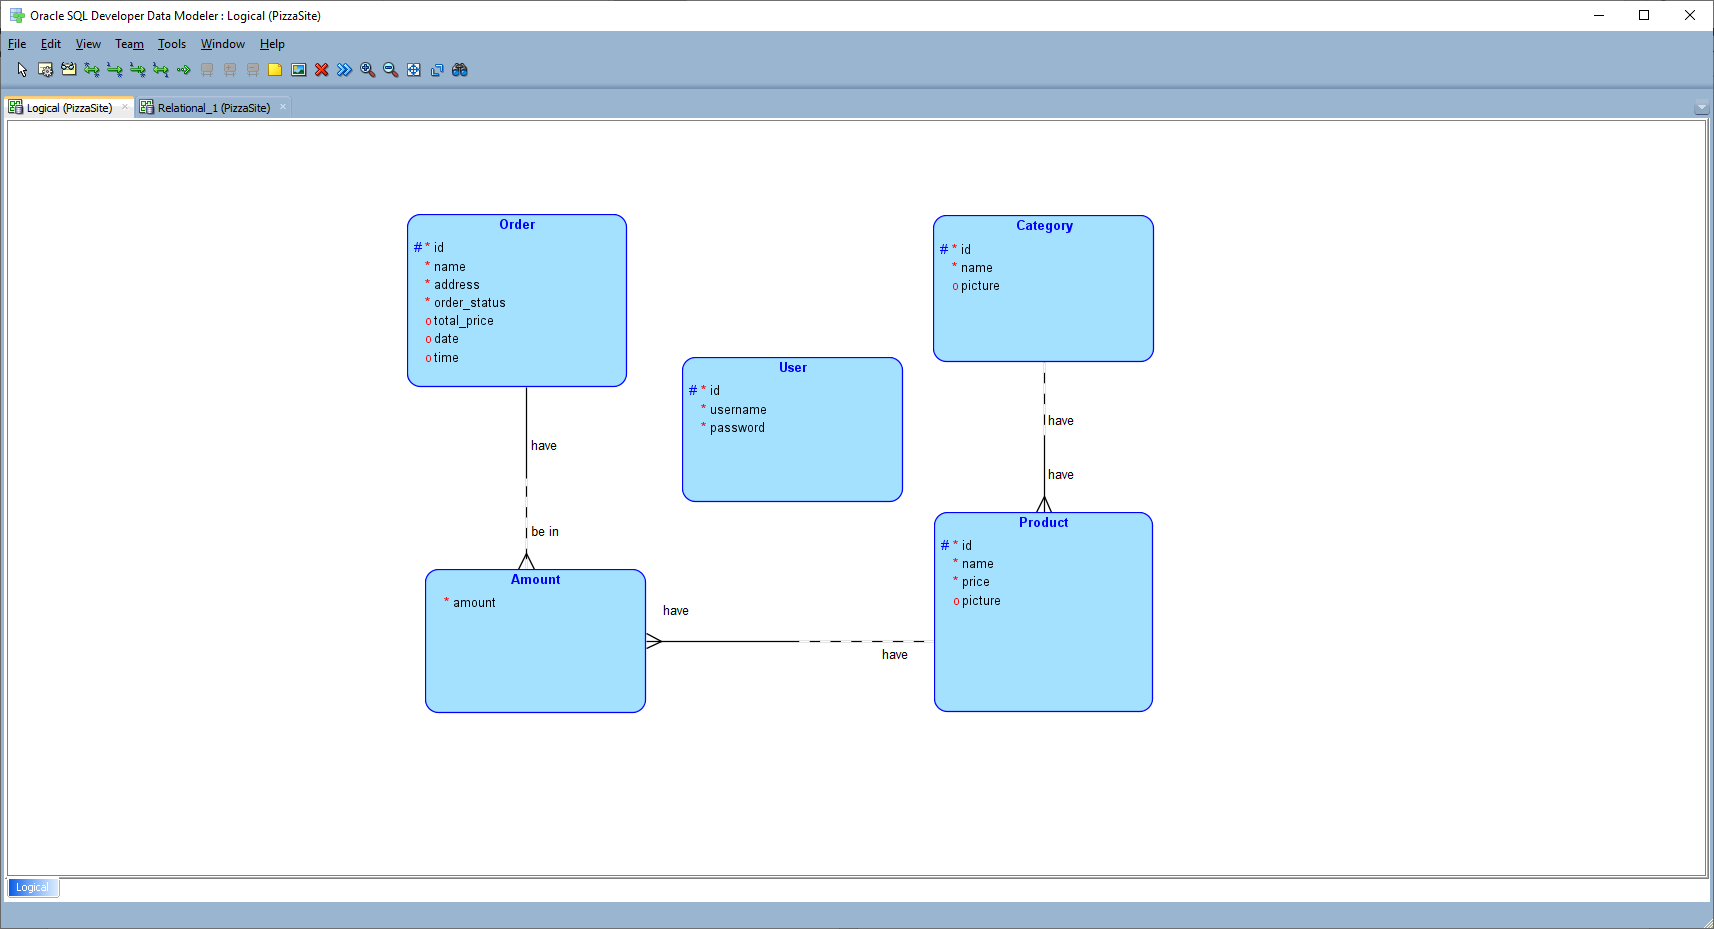 Oracle SQL Developer Data Modeler : Logical (PizzaSite)
File Edit View Team Tools Window Help
Logical (PizzaSite) Relational_1 (PizzaSite)
Order
# * id
* name
* address
* order_status
o total_price
o date
o time
Category
# * id
* name
o picture
User
# * id
* username
* password
have
be in
have
have
Amount
* amount
have
have
Product
# * id
* name
* price
o picture
Logical